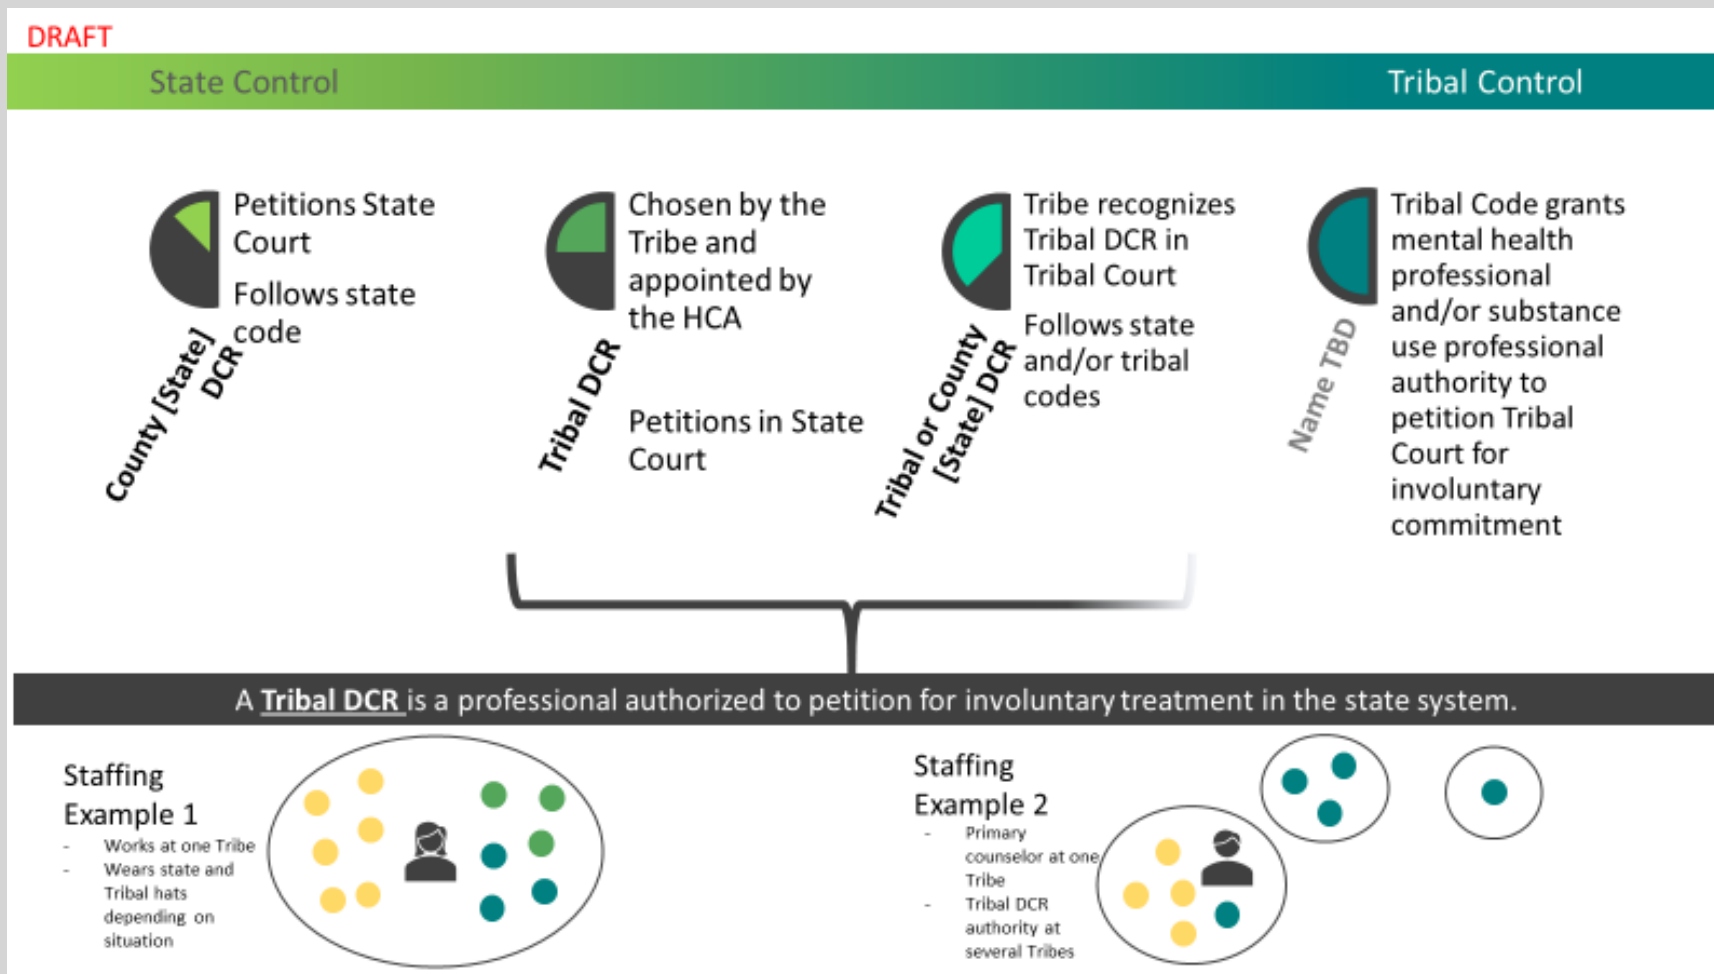 DRAFT
State Control
Tribal Control
Petitions State
Court
Follows state
code
County [State]
DCR
Chosen by the
Tribe and
appointed by
the HCA
Petitions in State
Court
Tribal DCR
Tribe recognizes
Tribal DCR in
Tribal Court
Follows state
and/or tribal
codes
Tribal or County
[State] DCR
Tribal Code grants
mental health
professional
and/or substance
use professional
authority to
petition Tribal
Court for
involuntary
commitment
Name TBD
A Tribal DCR is a professional authorized to petition for involuntary treatment in the state system.
Staffing
Example 1
- Works at one Tribe
- Wears state and
Tribal hats
depending on
situation
Staffing
Example 2
- Primary
counselor at one
Tribe
- Tribal DCR
authority at
several Tribes